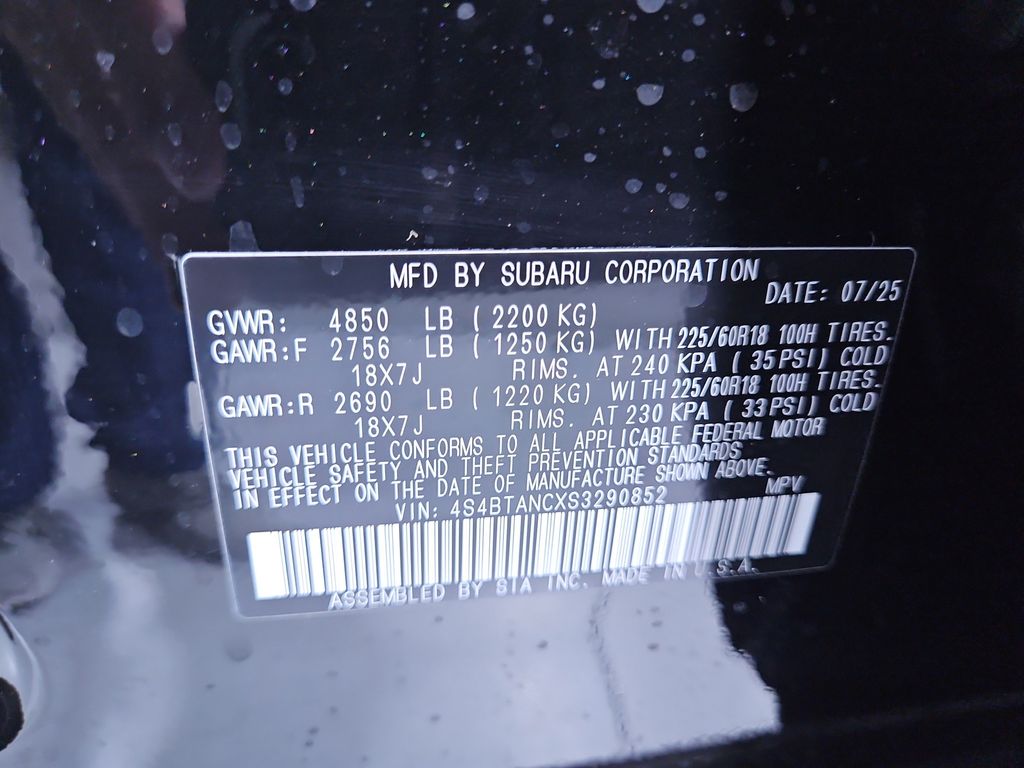 MFD BY SUBARU CORPORATION
DATE: 07/25
GVWR: 4850 LB ( 2200 KG)
GAWR:F 2756 LB ( 1250 KG) WITH 225/60R18 100H TIRES.
18X7J RIMS. AT 240 KPA ( 35 PSI) COLD
GAWR:R 2690 LB ( 1220 KG) WITH 225/60R18 100H TIRES.
18X7J RIMS. AT 230 KPA ( 33 PSI) COLD
THIS VEHICLE CONFORMS TO ALL APPLICABLE FEDERAL MOTOR
VEHICLE SAFETY AND THEFT PREVENTION STANDARDS
IN EFFECT ON THE DATE OF MANUFACTURE SHOWN ABOVE.
VIN: 4S4BTANCXS3290852 MPV
ASSEMBLED BY SIA INC. MADE IN U.S.A.